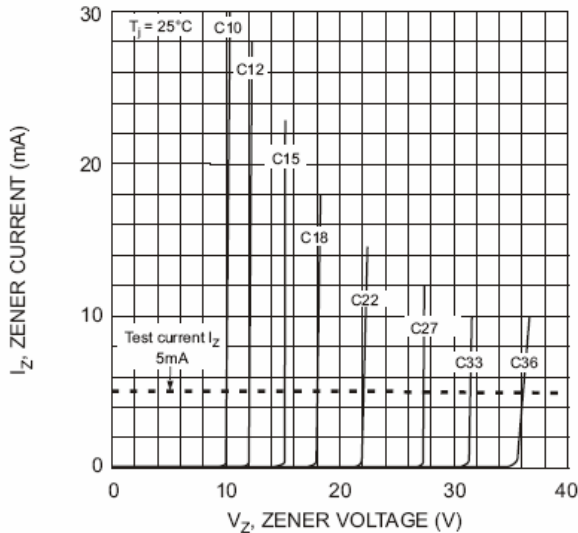 30
Tj = 25°C
C10
C12
C15
C18
C22
C27
C33
C36
20
10
0
Test current IZ
5mA
IZ, ZENER CURRENT (mA)
0
10
20
30
40
VZ, ZENER VOLTAGE (V)